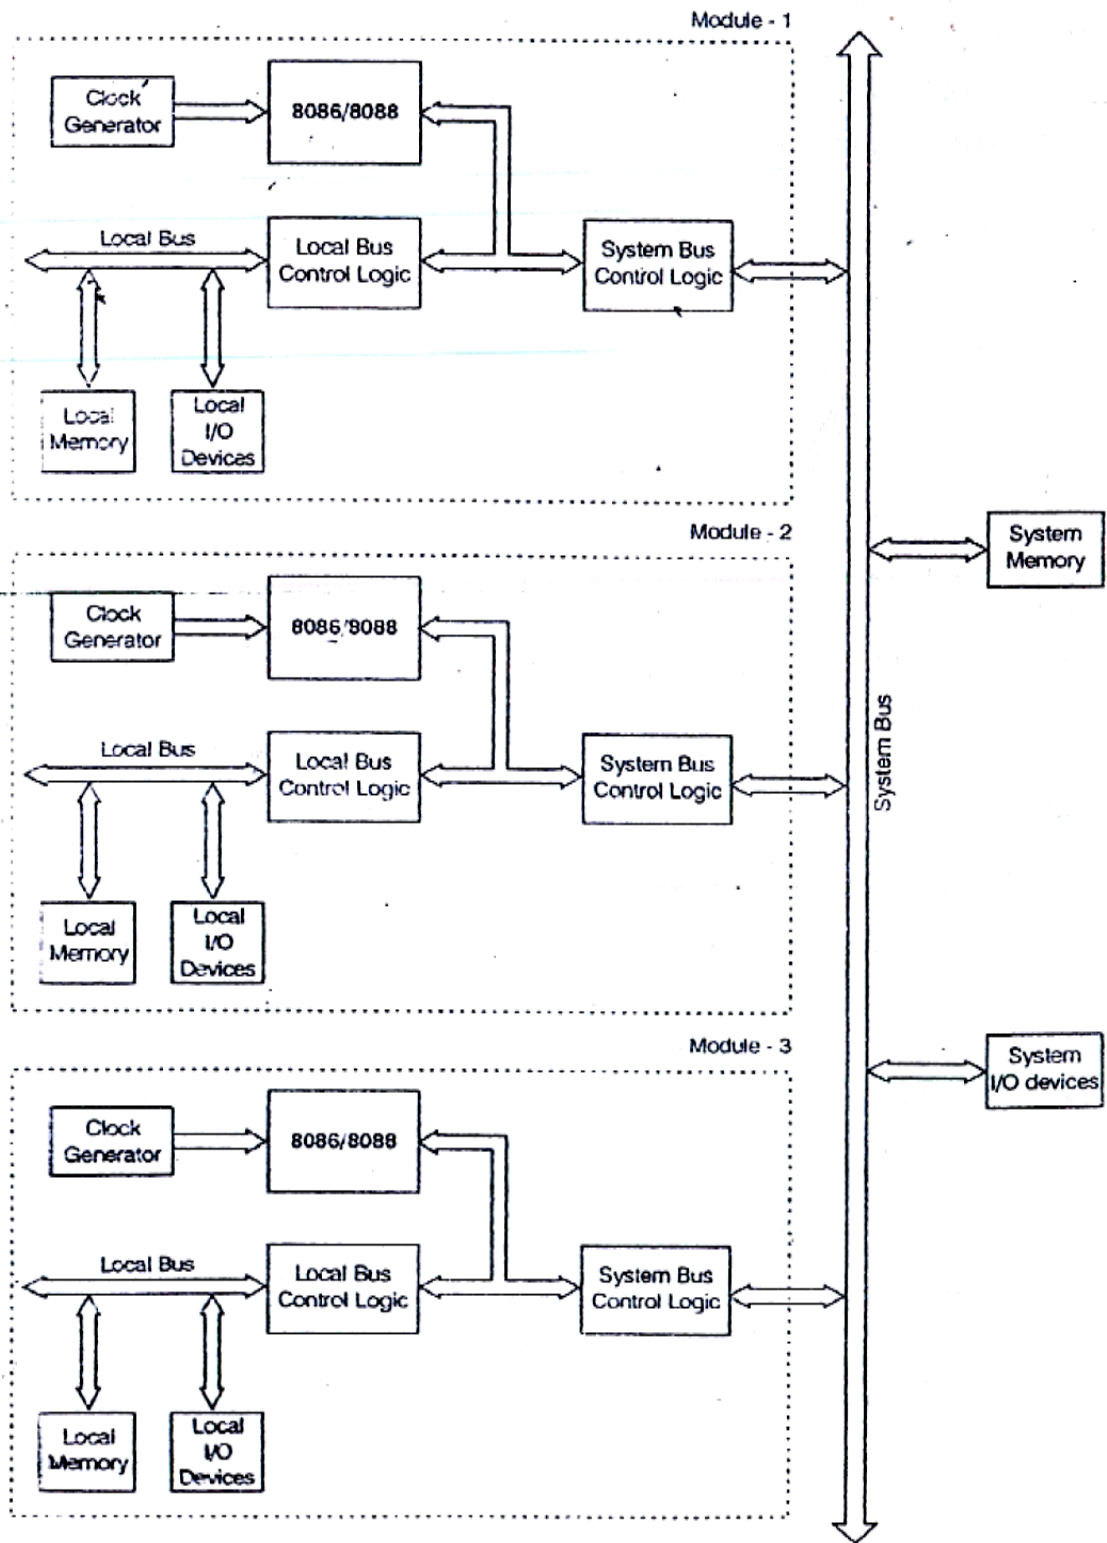 Module - 1
Clock
Generator
8086/8088
Local Bus
Local Bus
Control Logic
System Bus
Control Logic
Local
Memory
Local
I/O
Devices
Module - 2
Clock
Generator
8086/8088
Local Bus
Local Bus
Control Logic
System Bus
Control Logic
Local
Memory
Local
I/O
Devices
Module - 3
Clock
Generator
8086/8088
Local Bus
Local Bus
Control Logic
System Bus
Control Logic
Local
Memory
Local
I/O
Devices
System Bus
System
Memory
System
I/O devices